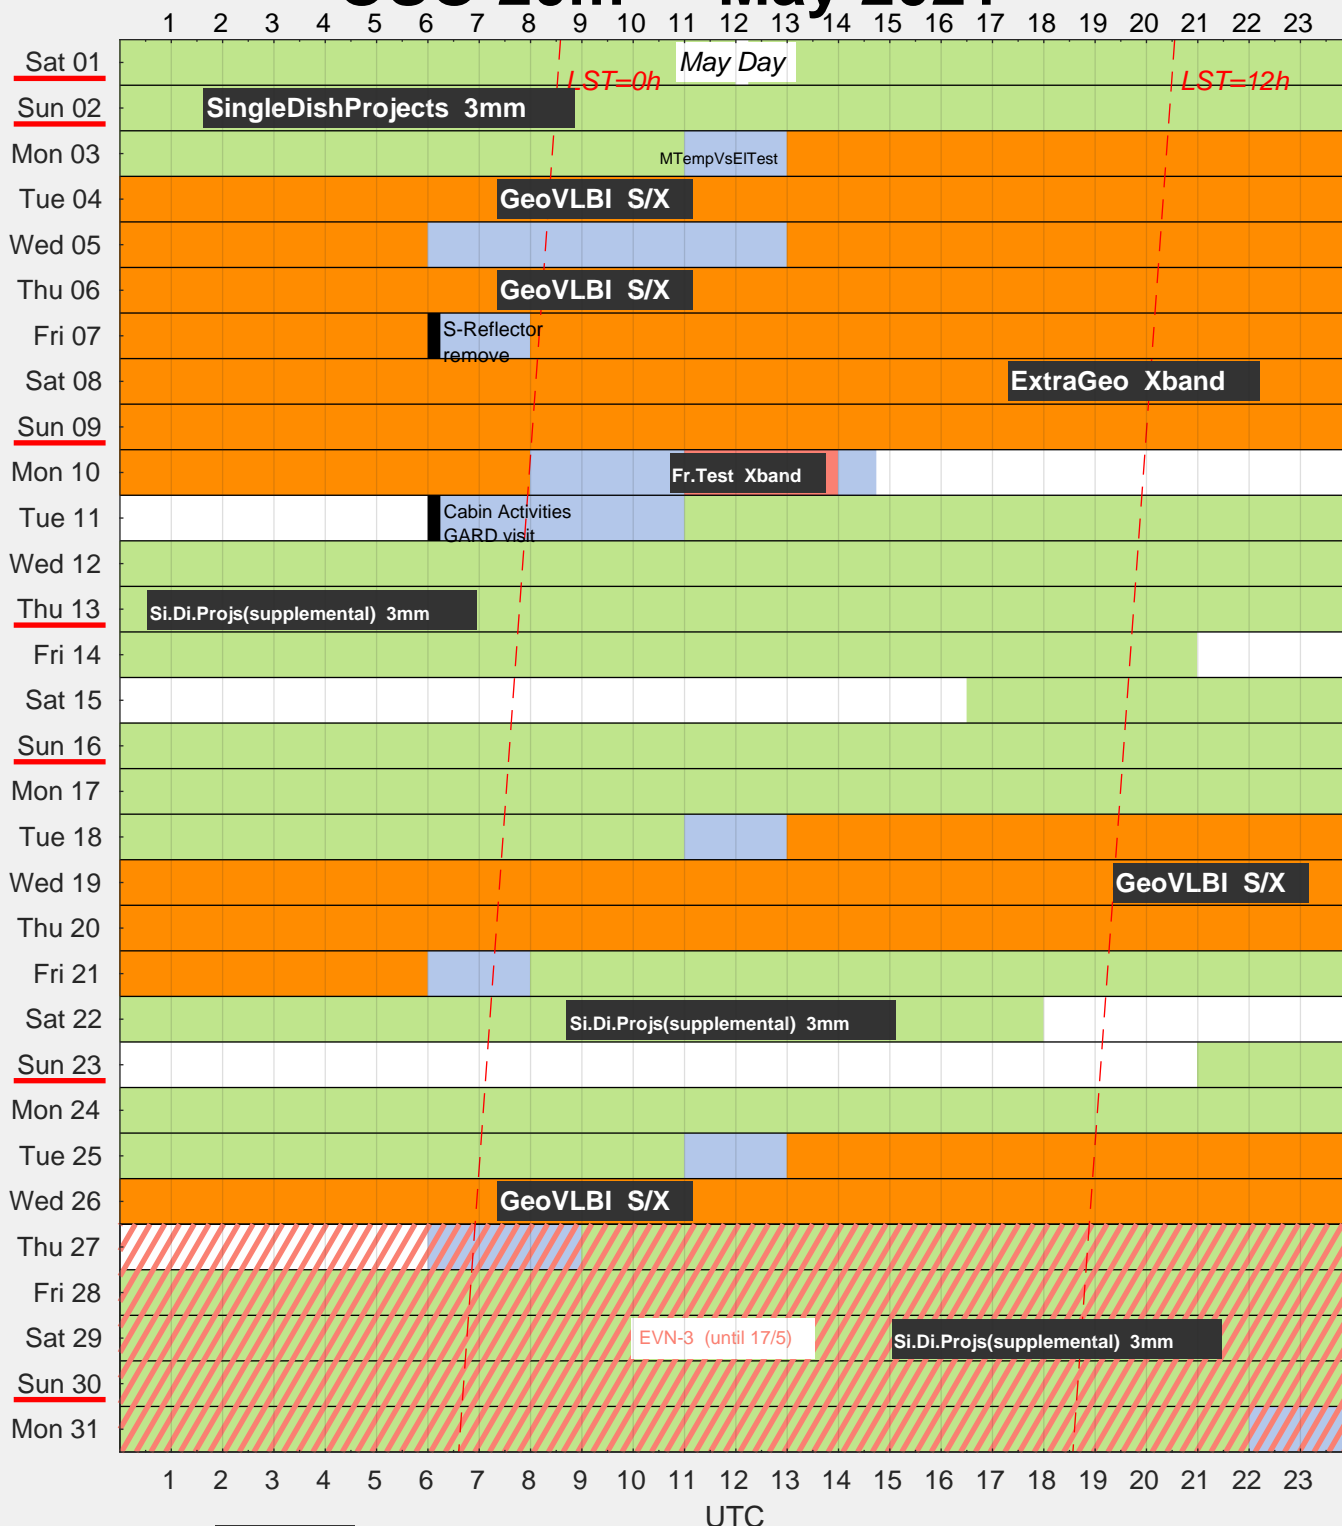 1 2 3 4 5 6 7 8 9 10 11 12 13 14 15 16 17 18 19 20 21 22 23
Sat 01 May Day
LST=0h LST=12h
Sun 02 SingleDishProjects 3mm
Mon 03 MTempVsElTest
Tue 04 GeoVLBI S/X
Wed 05
Thu 06 GeoVLBI S/X
Fri 07 S-Reflector
remove
Sat 08 ExtraGeo Xband
Sun 09
Mon 10 Fr.Test Xband
Tue 11 Cabin Activities
GARD visit
Wed 12
Thu 13 Si.Di.Projs(supplemental) 3mm
Fri 14
Sat 15
Sun 16
Mon 17
Tue 18
Wed 19 GeoVLBI S/X
Thu 20
Fri 21
Sat 22 Si.Di.Projs(supplemental) 3mm
Sun 23
Mon 24
Tue 25
Wed 26 GeoVLBI S/X
Thu 27
Fri 28
Sat 29 EVN-3 (until 17/5) Si.Di.Projs(supplemental) 3mm
Sun 30
Mon 31
1 2 3 4 5 6 7 8 9 10 11 12 13 14 15 16 17 18 19 20 21 22 23
UTC